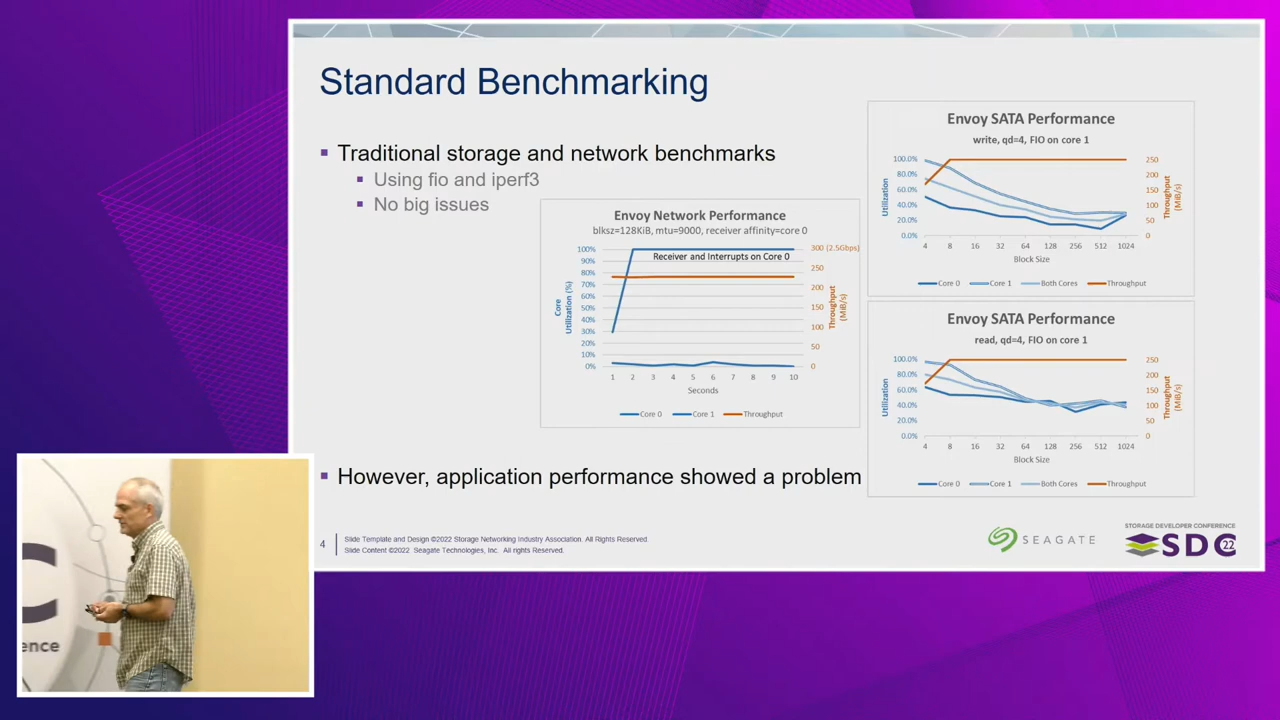 Standard Benchmarking
Traditional storage and network benchmarks
Using fio and iperf3
No big issues
Envoy Network Performance
blksz=128KiB, mtu=9000, receiver affinity=core 0
100%
90%
80%
70%
60%
50%
40%
30%
20%
10%
0%
Core
Utilization (%)
Receiver and Interrupts on Core 0
300 (2.5Gbps)
250
200
150
100
50
0
Throughput
(MiB/s)
1 2 3 4 5 6 7 8 9 10
Seconds
Core 0 Core 1 Throughput
Envoy SATA Performance
write, qd=4, FIO on core 1
100.0%
80.0%
60.0%
40.0%
20.0%
0.0%
Utilization
250
200
150
100
50
0
Throughput
(MiB/s)
4 8 16 32 64 128 256 512 1024
Block Size
Core 0 Core 1 Both Cores Throughput
Envoy SATA Performance
read, qd=4, FIO on core 1
100.0%
80.0%
60.0%
40.0%
20.0%
0.0%
Utilization
250
200
150
100
50
0
Throughput
(MiB/s)
4 8 16 32 64 128 256 512 1024
Block Size
Core 0 Core 1 Both Cores Throughput
However, application performance showed a problem
4
Slide Template and Design ©2022 Storage Networking Industry Association. All Rights Reserved.
Slide Content ©2022 Seagate Technologies, Inc. All rights Reserved.
SEAGATE
STORAGE DEVELOPER CONFERENCE
SDC
22
C
ence